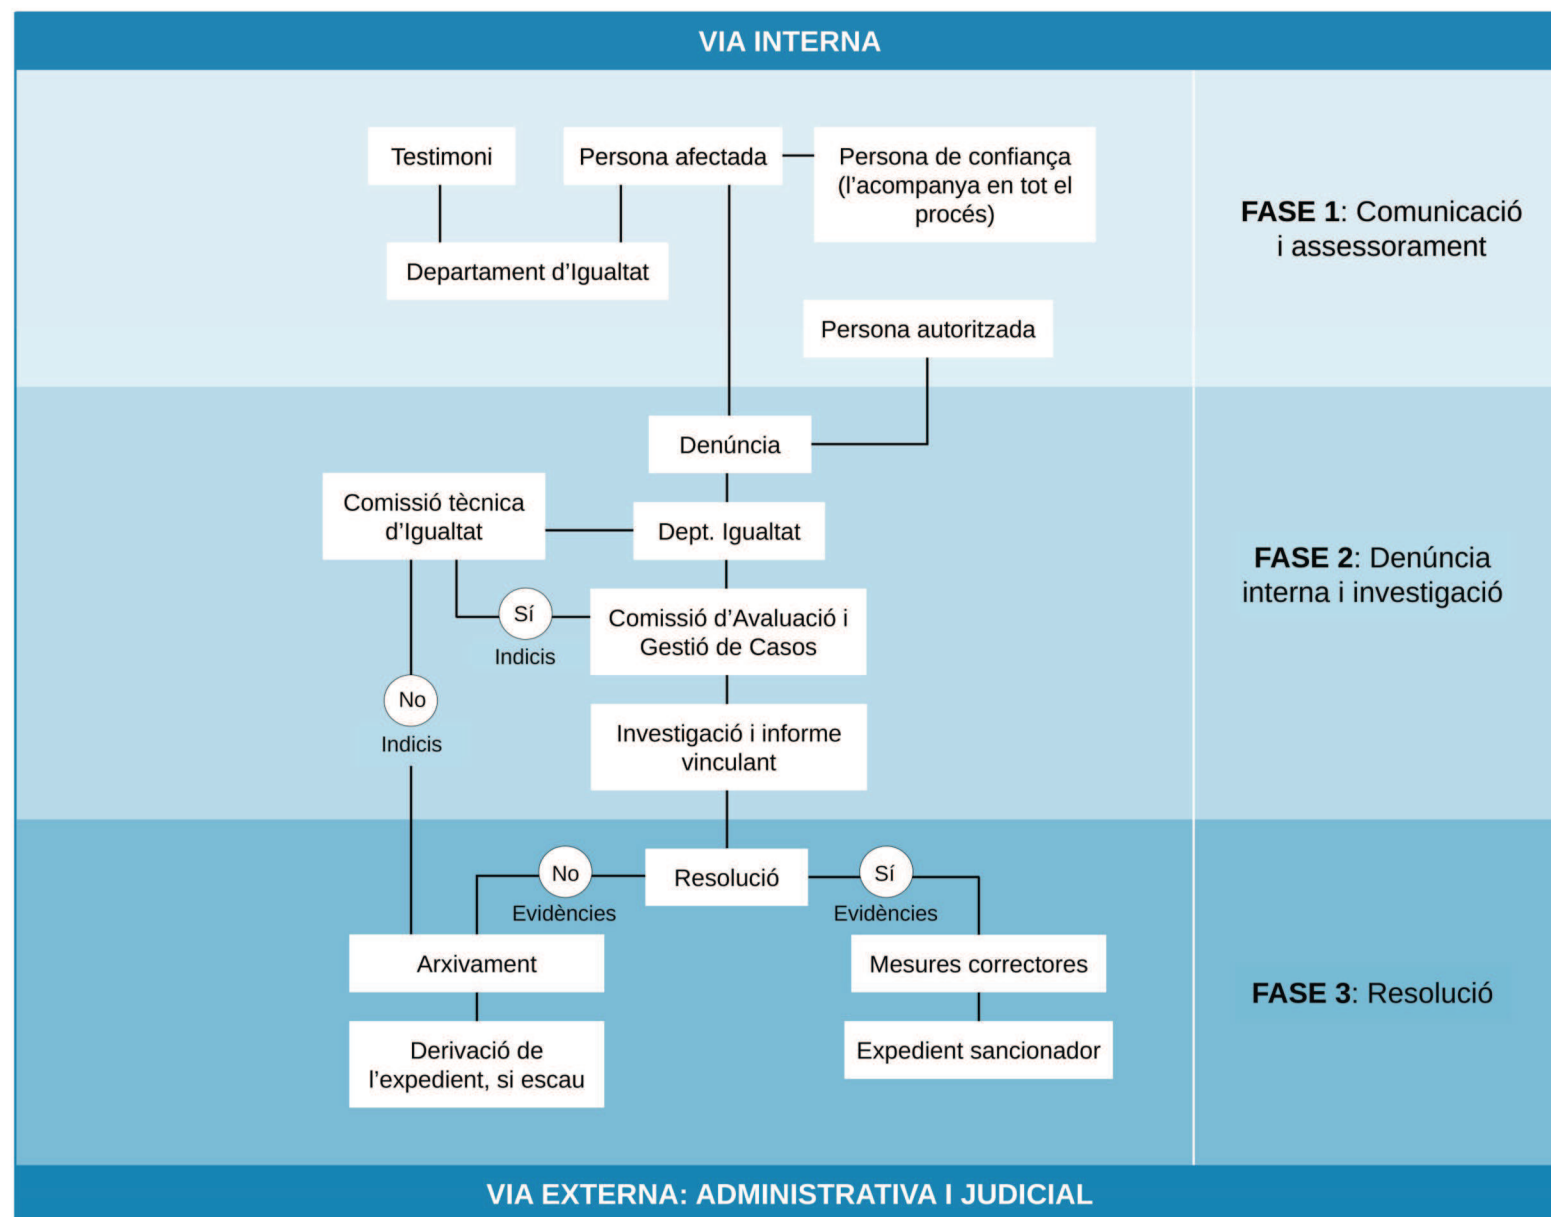 VIA INTERNA
Testimoni
Persona afectada
Persona de confiança
(l’acompanya en tot el
procés)
Departament d’Igualtat
Persona autoritzada
FASE 1: Comunicació
i assessorament
Denúncia
Comissió tècnica
d’Igualtat
Dept. Igualtat
Sí
Indicis
Comissió d’Avaluació i
Gestió de Casos
No
Indicis
Investigació i informe
vinculant
FASE 2: Denúncia
interna i investigació
No
Evidències
Resolució
Sí
Evidències
Arxivament
Mesures correctores
Derivació de
l’expedient, si escau
Expedient sancionador
FASE 3: Resolució
VIA EXTERNA: ADMINISTRATIVA I JUDICIAL